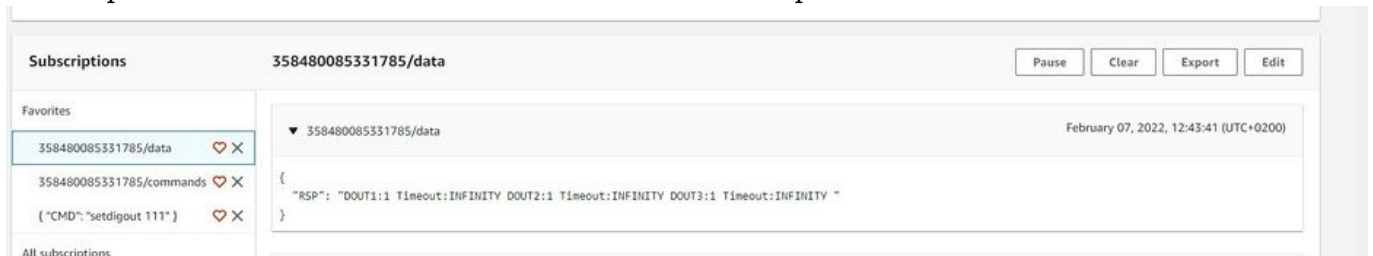 Subscriptions
358480085331785/data
Pause
Clear
Export
Edit
Favorites
358480085331785/data
358480085331785/commands
{ "CMD": "setdigout 111" }
All subscriptions
▼ 358480085331785/data
February 07, 2022, 12:43:41 (UTC+0200)
{
"RSP": "DOUT1:1 Timeout:INFINITY DOUT2:1 Timeout:INFINITY DOUT3:1 Timeout:INFINITY "
}